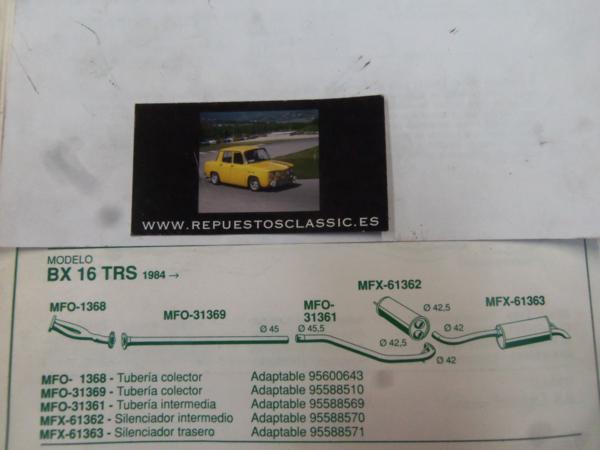 WWW.REPUESTOSCLASSIC.ES
MODELO
BX 16 TRS 1984 →
MFO-1368
MFO-31369
Ø 45
MFO-
31361
Ø 45,5
Ø 42,5
Ø 42
MFX-61362
Ø 42,5
Ø 42
MFX-61363
MFO- 1368 - Tubería colector Adaptable 95600643
MFO-31369 - Tubería colector Adaptable 95588510
MFO-31361 - Tubería intermedia Adaptable 95588569
MFX-61362 - Silenciador intermedio Adaptable 95588570
MFX-61363 - Silenciador trasero Adaptable 95588571